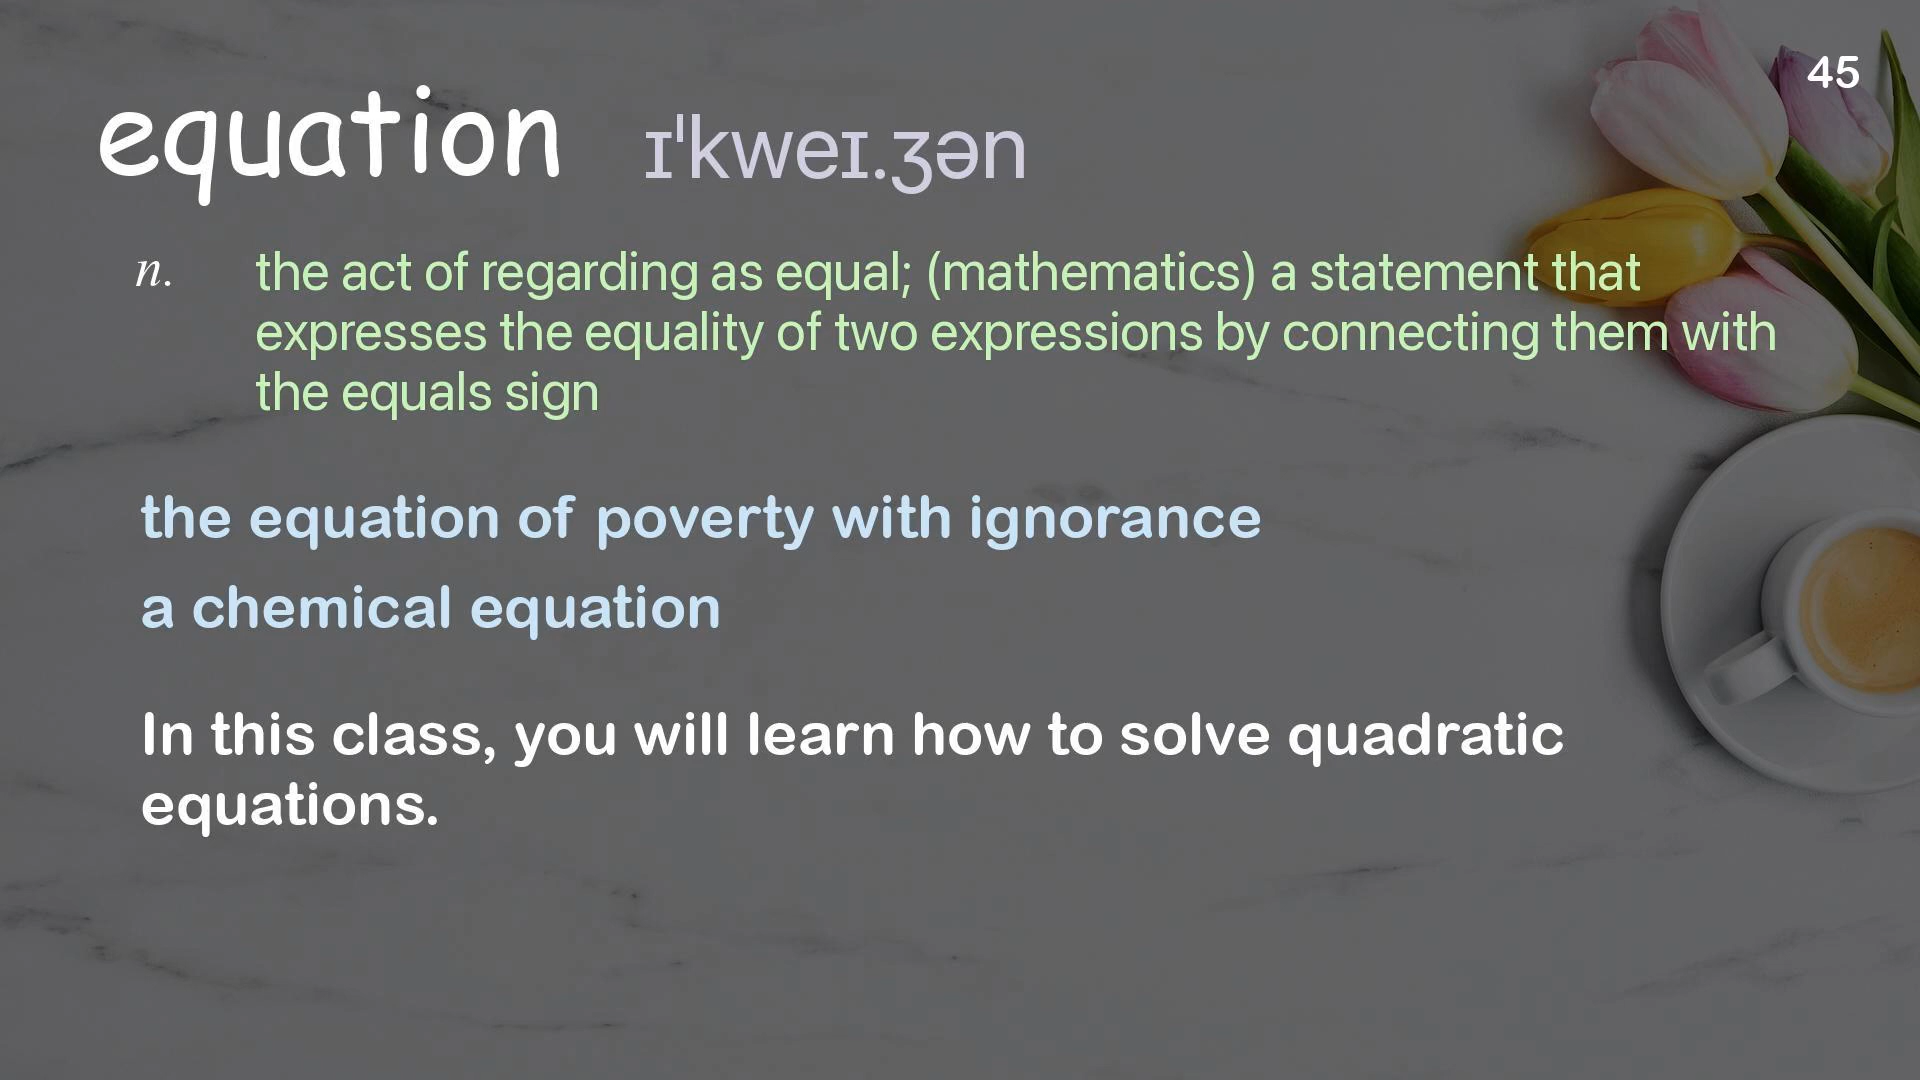 45
equation ɪˈkweɪ.ʒən
n. the act of regarding as equal; (mathematics) a statement that
expresses the equality of two expressions by connecting them with
the equals sign
the equation of poverty with ignorance
a chemical equation
In this class, you will learn how to solve quadratic
equations.